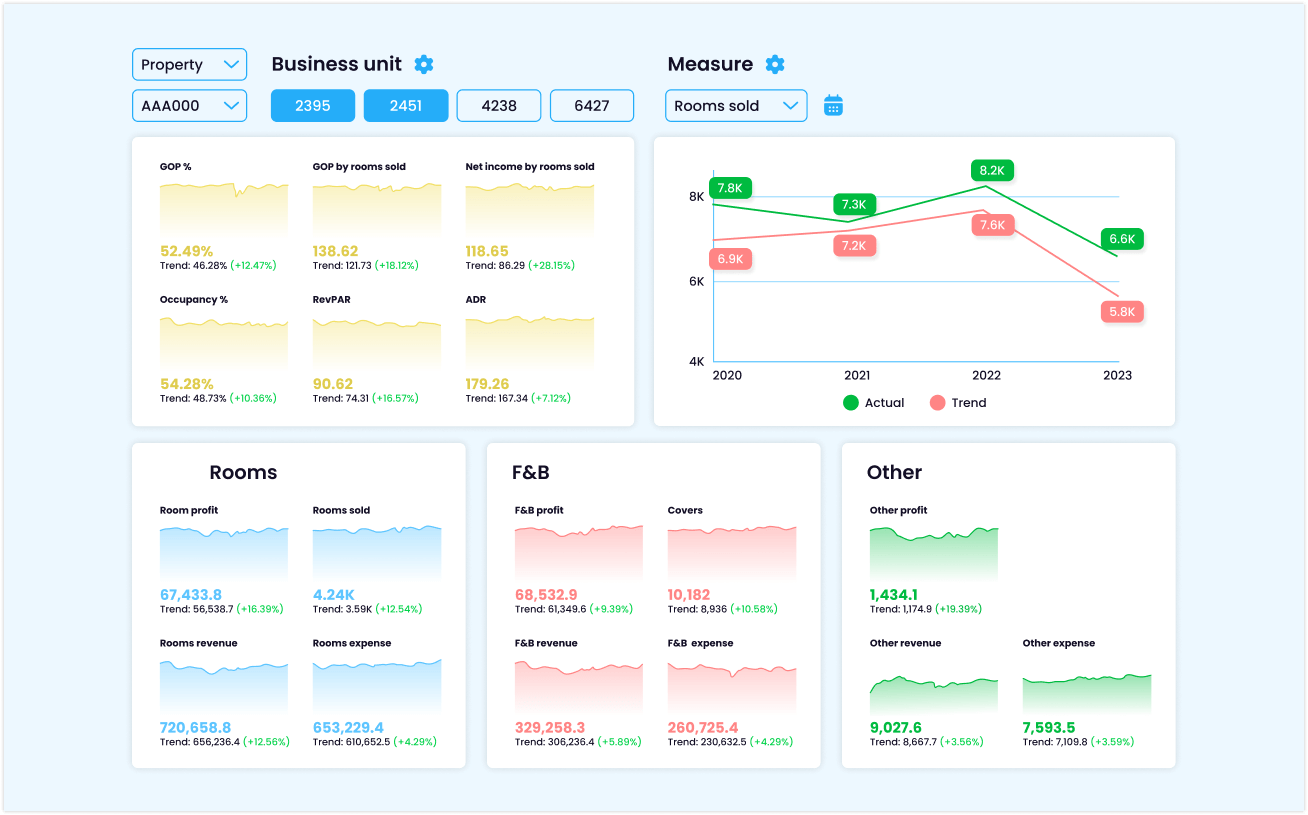 Property
Business unit
Measure
AAA000
2395
2451
4238
6427
Rooms sold
GOP %
GOP by rooms sold
Net income by rooms sold
52.49%
138.62
118.65
Trend: 46.28% (+12.47%)
Trend: 121.73 (+18.12%)
Trend: 86.29 (+28.15%)
Occupancy %
RevPAR
ADR
54.28%
90.62
179.26
Trend: 48.73% (+10.36%)
Trend: 74.31 (+16.57%)
Trend: 167.34 (+7.12%)
8.2K
7.8K
8K
7.3K
7.6K
6.6K
7.2K
6.9K
6K
5.8K
4K
2020
2021
2022
2023
Actual
Trend
Rooms
Room profit
Rooms sold
67,433.8
4.24K
Trend: 56,538.7 (+16.39%)
Trend: 3.59K (+12.54%)
Rooms revenue
Rooms expense
720,658.8
653,229.4
Trend: 656,236.4 (+12.56%)
Trend: 610,652.5 (+4.29%)
F&B
F&B profit
Covers
68,532.9
10,182
Trend: 61,349.6 (+9.39%)
Trend: 8,936 (+10.58%)
F&B revenue
F&B expense
329,258.3
260,725.4
Trend: 306,236.4 (+5.89%)
Trend: 230,632.5 (+4.29%)
Other
Other profit
1,434.1
Trend: 1,174.9 (+19.39%)
Other revenue
Other expense
9,027.6
7,593.5
Trend: 8,667.7 (+3.56%)
Trend: 7,109.8 (+3.59%)